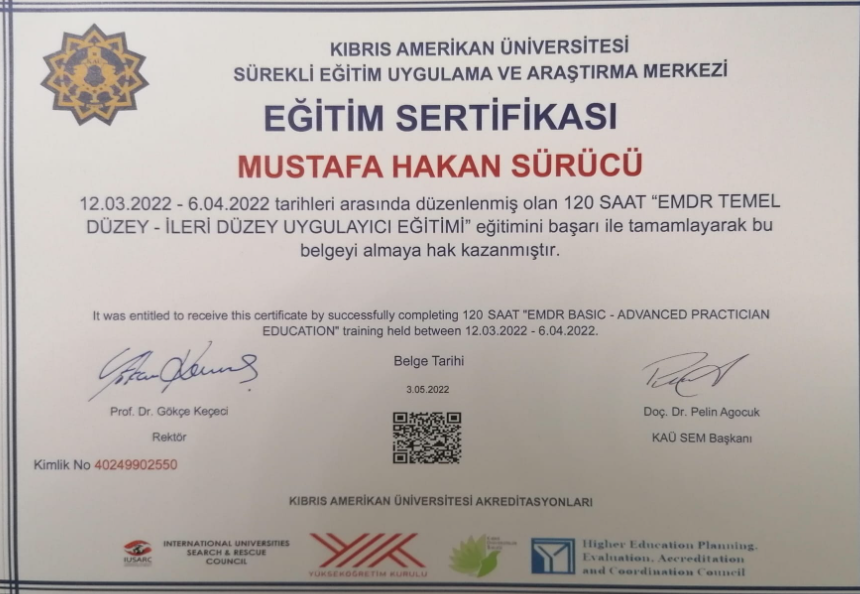 KIBRIS AMERİKAN ÜNİVERSİTESİ
SÜREKLİ EĞİTİM UYGULAMA VE ARAŞTIRMA MERKEZİ
EĞİTİM SERTİFİKASI
MUSTAFA HAKAN SÜRÜCÜ
12.03.2022 - 6.04.2022 tarihleri arasında düzenlenmiş olan 120 SAAT “EMDR TEMEL
DÜZEY - İLERİ DÜZEY UYGULAYICI EĞİTİMİ” eğitimini başarı ile tamamlayarak bu
belgeyi almaya hak kazanmıştır.
It was entitled to receive this certificate by successfully completing 120 SAAT "EMDR BASIC - ADVANCED PRACTICIAN
EDUCATION" training held between 12.03.2022 - 6.04.2022.
Belge Tarihi
3.05.2022
Prof. Dr. Gökçe Keçeci
Rektör
Doç. Dr. Pelin Agocuk
KAÜ SEM Başkanı
Kimlik No 40249902550
KIBRIS AMERİKAN ÜNİVERSİTESİ AKREDİTASYONLARI
IUSARC
INTERNATIONAL UNIVERSITIES
SEARCH & RESCUE
COUNCIL
YÜKSEKÖĞRETİM KURULU
Higher Education Planning,
Evaluation, Accreditation
and Coordination Council